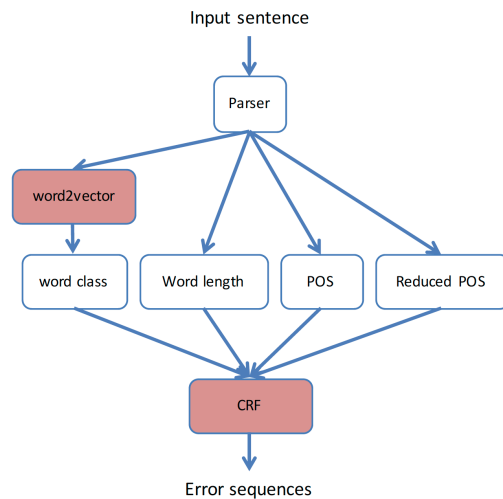 Input sentence
Parser
word2vector
word class
Word length
POS
Reduced POS
CRF
Error sequences